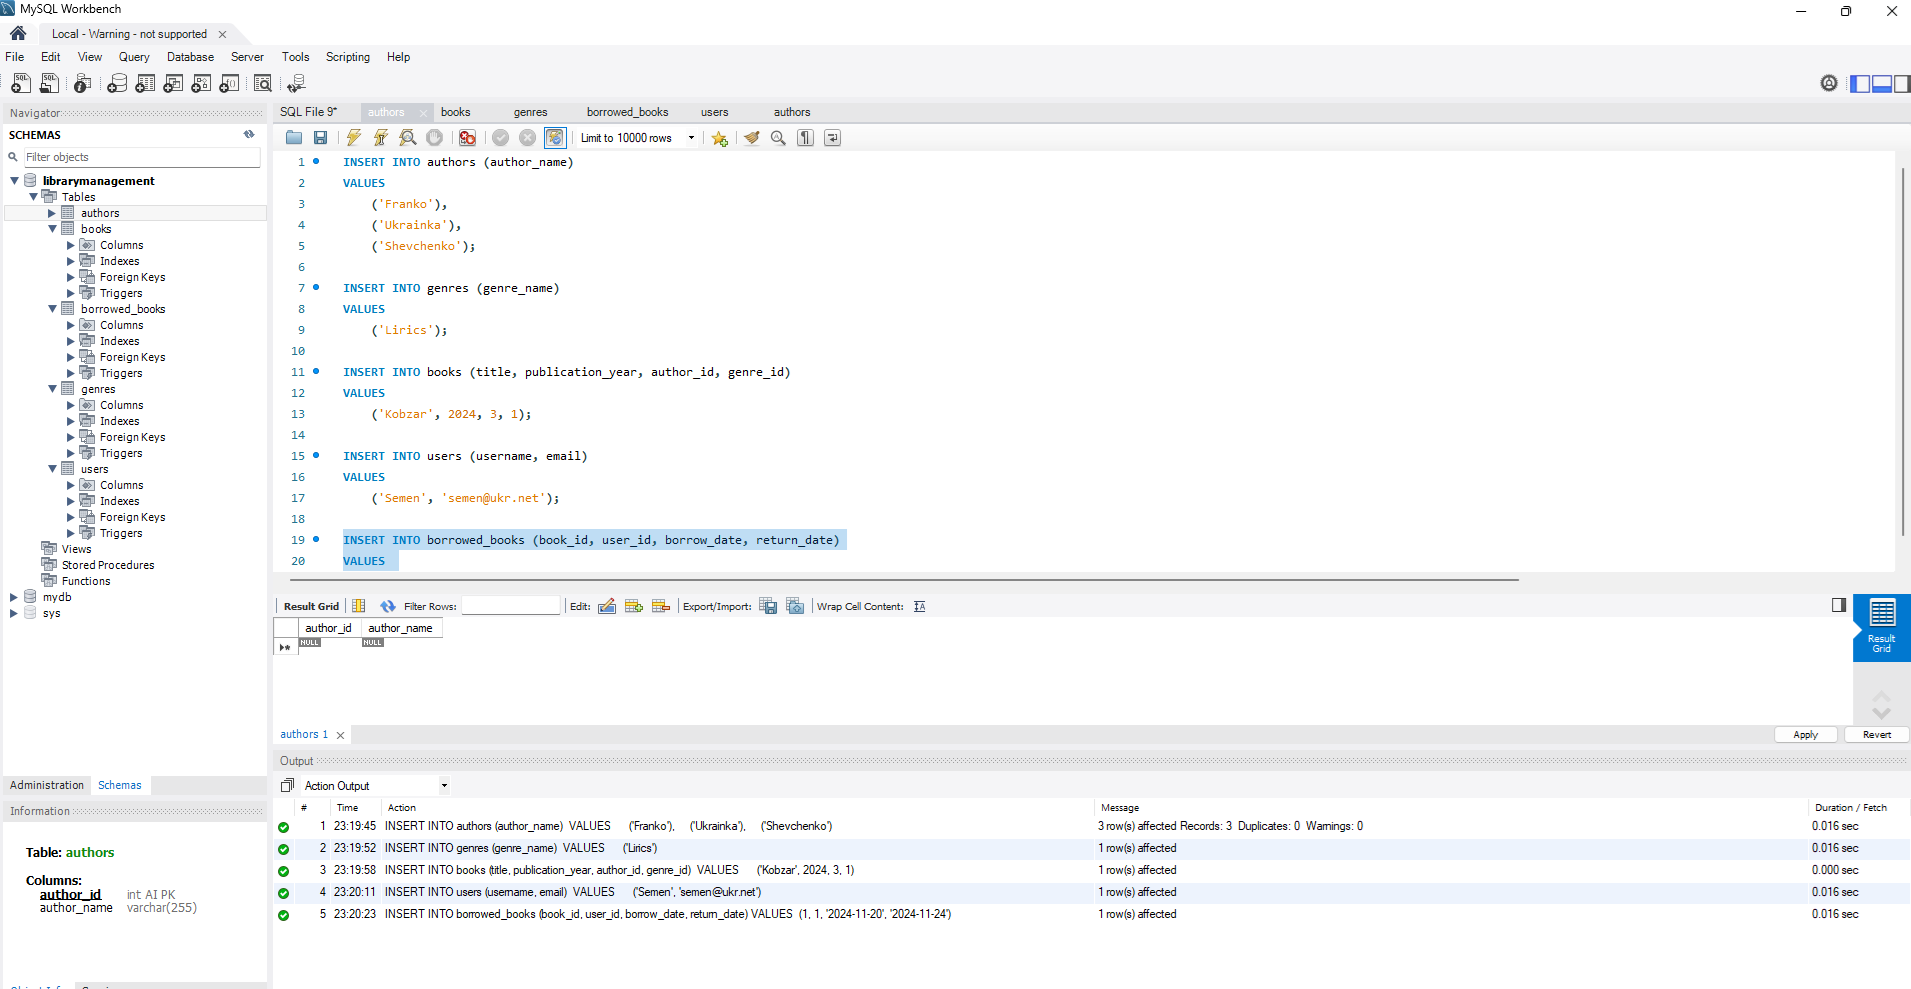 MySQL Workbench
Local - Warning - not supported
File Edit View Query Database Server Tools Scripting Help
Navigator
SCHEMAS
Filter objects
librarymanagement
Tables
authors
books
Columns
Indexes
Foreign Keys
Triggers
borrowed_books
Columns
Indexes
Foreign Keys
Triggers
genres
Columns
Indexes
Foreign Keys
Triggers
users
Columns
Indexes
Foreign Keys
Triggers
Views
Stored Procedures
Functions
mydb
sys
Administration Schemas
Information
Table: authors
Columns:
author_id int AI PK
author_name varchar(255)
SQL File 9* authors books genres borrowed_books users authors
Limit to 10000 rows
1 INSERT INTO authors (author_name)
2 VALUES
3 ('Franko'),
4 ('Ukrainka'),
5 ('Shevchenko');
6
7 INSERT INTO genres (genre_name)
8 VALUES
9 ('Lirics');
10
11 INSERT INTO books (title, publication_year, author_id, genre_id)
12 VALUES
13 ('Kobzar', 2024, 3, 1);
14
15 INSERT INTO users (username, email)
16 VALUES
17 ('Semen', 'semen@ukr.net');
18
19 INSERT INTO borrowed_books (book_id, user_id, borrow_date, return_date)
20 VALUES
Result Grid Filter Rows: Edit: Export/Import: Wrap Cell Content:
author_id author_name
NULL NULL
Result
Grid
authors 1
Apply Revert
Output
Action Output
# Time Action Message Duration / Fetch
1 23:19:45 INSERT INTO authors (author_name) VALUES ('Franko'), ('Ukrainka'), ('Shevchenko') 3 row(s) affected Records: 3 Duplicates: 0 Warnings: 0 0.016 sec
2 23:19:52 INSERT INTO genres (genre_name) VALUES ('Lirics') 1 row(s) affected 0.016 sec
3 23:19:58 INSERT INTO books (title, publication_year, author_id, genre_id) VALUES ('Kobzar', 2024, 3, 1) 1 row(s) affected 0.000 sec
4 23:20:11 INSERT INTO users (username, email) VALUES ('Semen', 'semen@ukr.net') 1 row(s) affected 0.016 sec
5 23:20:23 INSERT INTO borrowed_books (book_id, user_id, borrow_date, return_date) VALUES (1, 1, '2024-11-20', '2024-11-24') 1 row(s) affected 0.016 sec